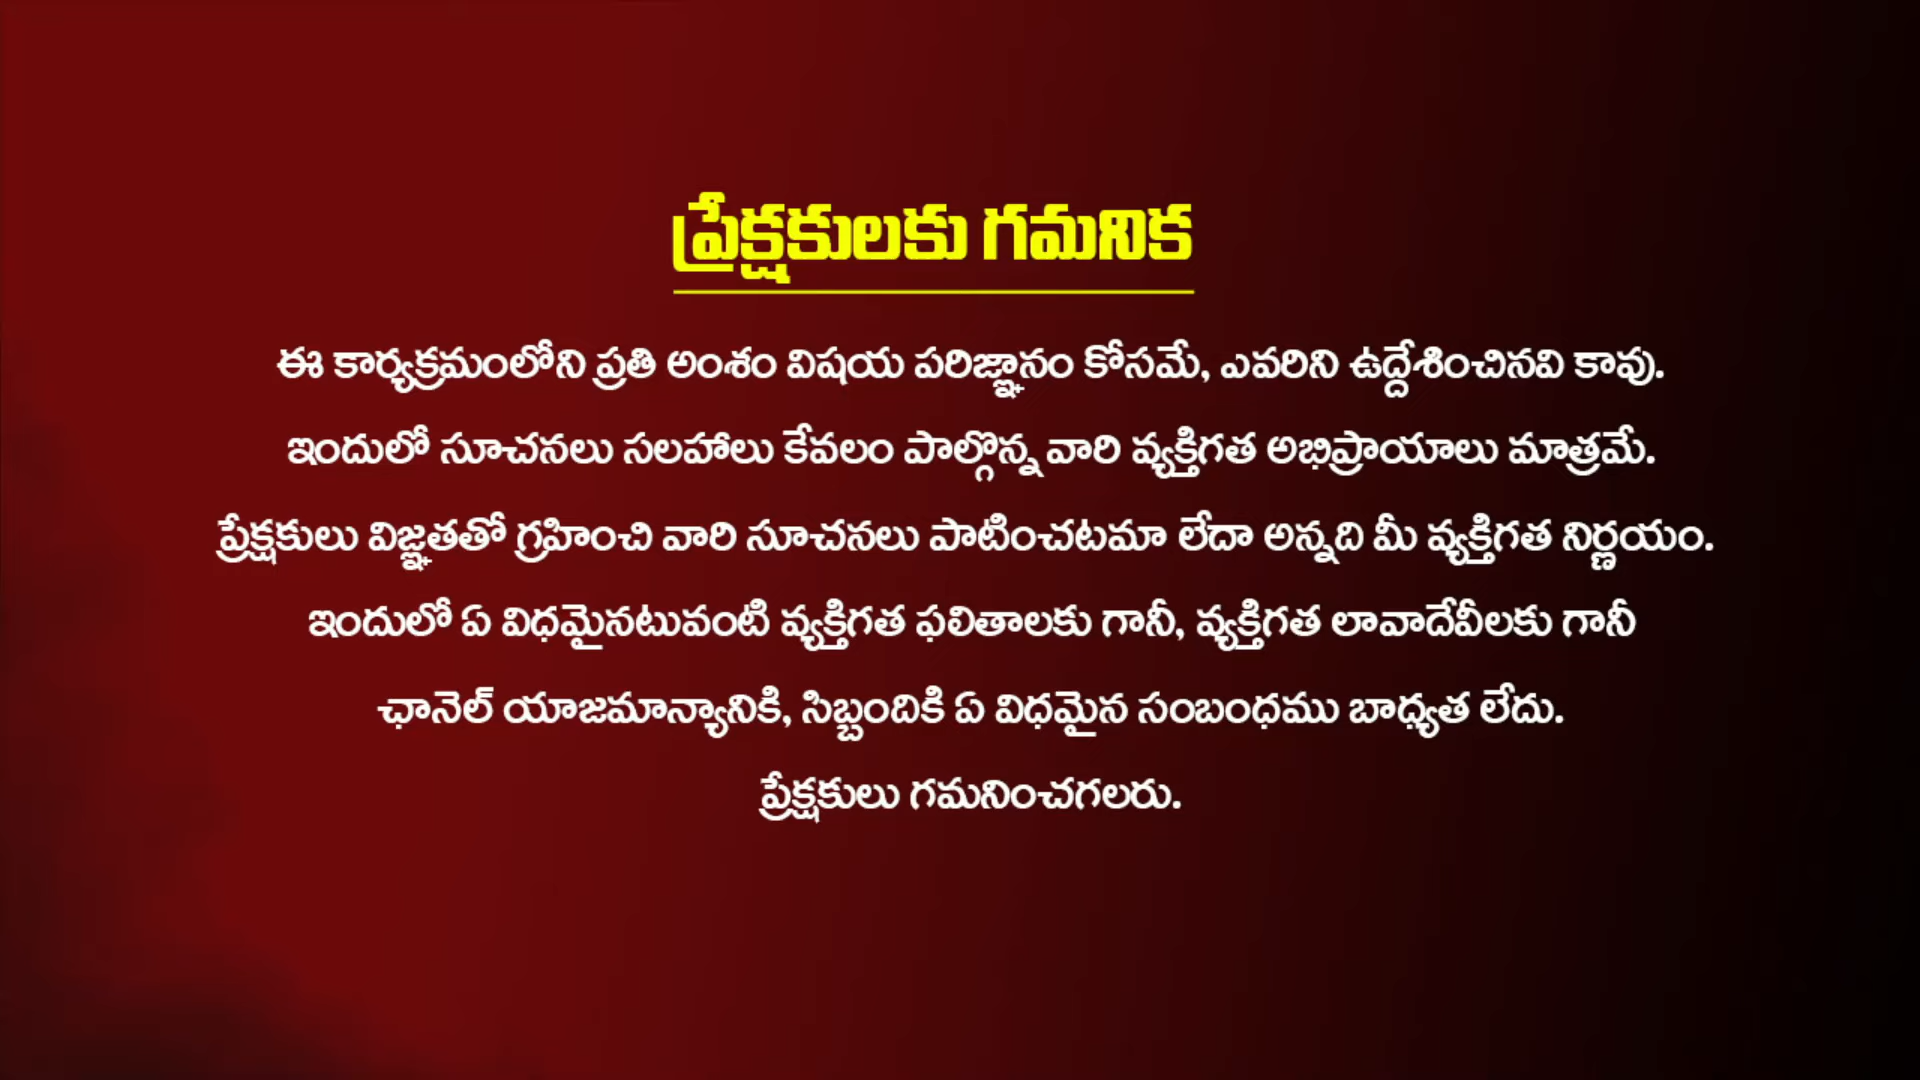 ప్రేక్షకులకు గమనిక
ఈ కార్యక్రమంలోని ప్రతి అంశం విషయ పరిజ్ఞానం కోసమే, ఎవరిని ఉద్దేశించినవి కావు.
ఇందులో సూచనలు సలహాలు కేవలం పాల్గొన్న వారి వ్యక్తిగత అభిప్రాయాలు మాత్రమే.
ప్రేక్షకులు విజ్ఞతతో గ్రహించి వారి సూచనలు పాటించటమా లేదా అన్నది మీ వ్యక్తిగత నిర్ణయం.
ఇందులో ఏ విధమైనటువంటి వ్యక్తిగత ఫలితాలకు గానీ, వ్యక్తిగత లావాదేవీలకు గానీ
ఛానెల్ యాజమాన్యానికి, సిబ్బందికి ఏ విధమైన సంబంధము బాధ్యత లేదు.
ప్రేక్షకులు గమనించగలరు.